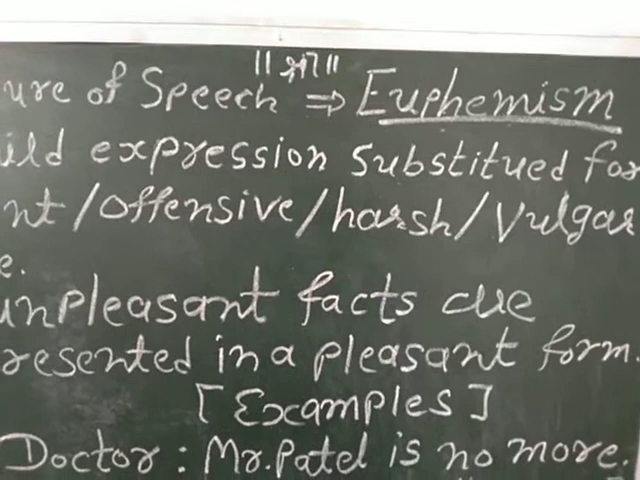 || श्री ||
ure of Speech ⇒ Euphemism
ild expression substitued for
nt/offensive/harsh/vulgar
e.
unpleasant facts are
resented in a pleasant form.
[Examples]
Doctor : Mr. Patel is no more.